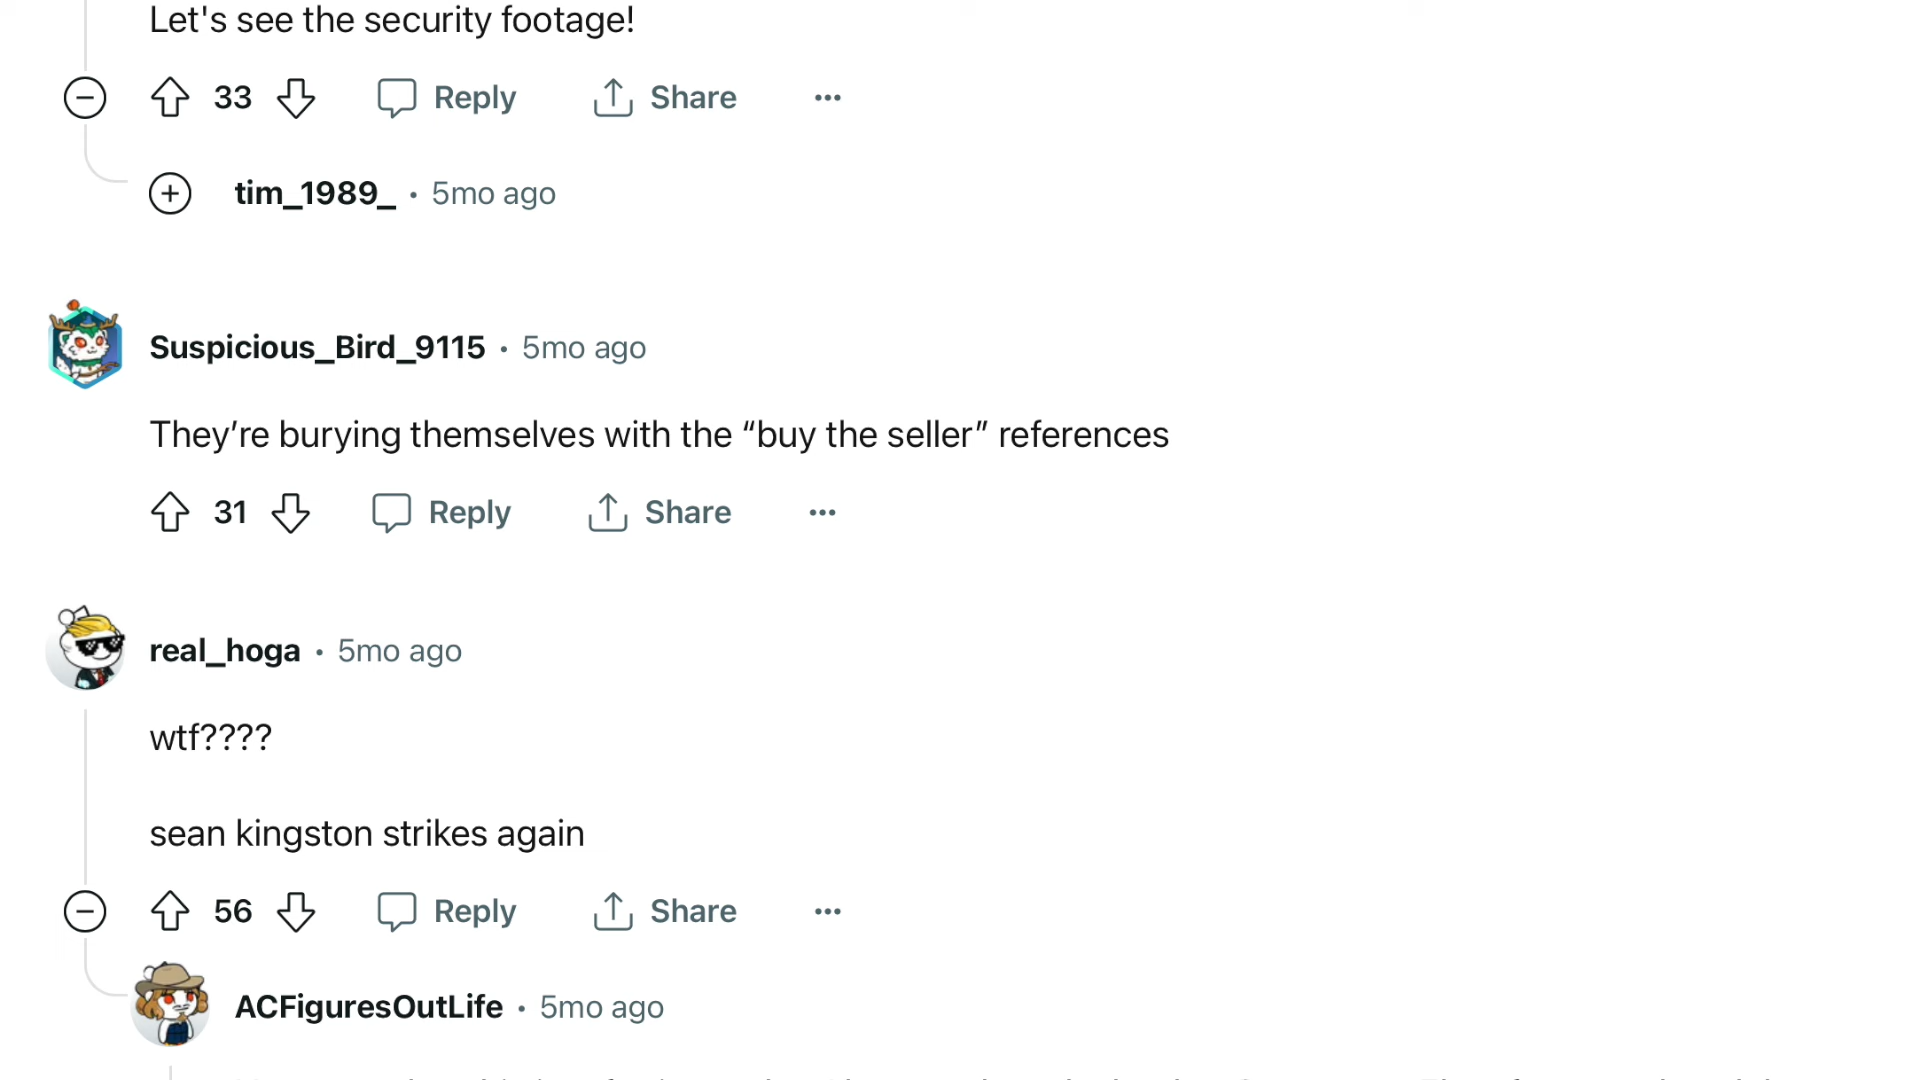 Let's see the security footage!
33 Reply Share ...
tim_1989_ • 5mo ago
Suspicious_Bird_9115 • 5mo ago
They’re burying themselves with the “buy the seller” references
31 Reply Share ...
real_hoga • 5mo ago
wtf????
sean kingston strikes again
56 Reply Share ...
ACFiguresOutLife • 5mo ago